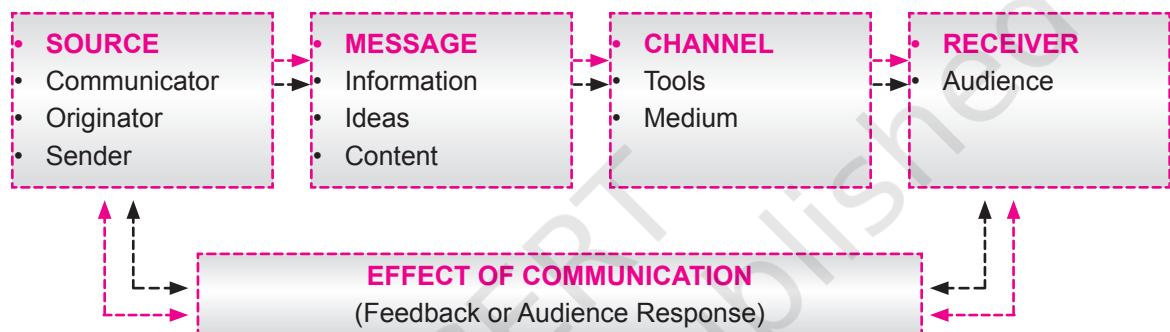 • SOURCE
• Communicator
• Originator
• Sender
• MESSAGE
• Information
• Ideas
• Content
• CHANNEL
• Tools
• Medium
• RECEIVER
• Audience
EFFECT OF COMMUNICATION
(Feedback or Audience Response)